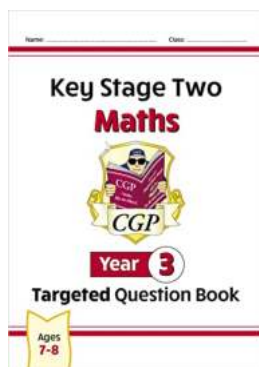 Name: Class:
Key Stage Two
Maths
CGP
CGP
Year 3
Targeted Question Book
Ages
7-8